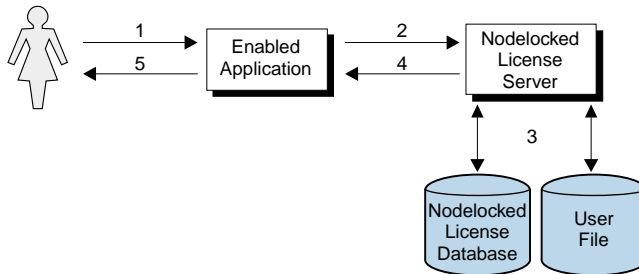 1
5
Enabled
Application
2
4
Nodelocked
License
Server
3
Nodelocked
License
Database
User
File